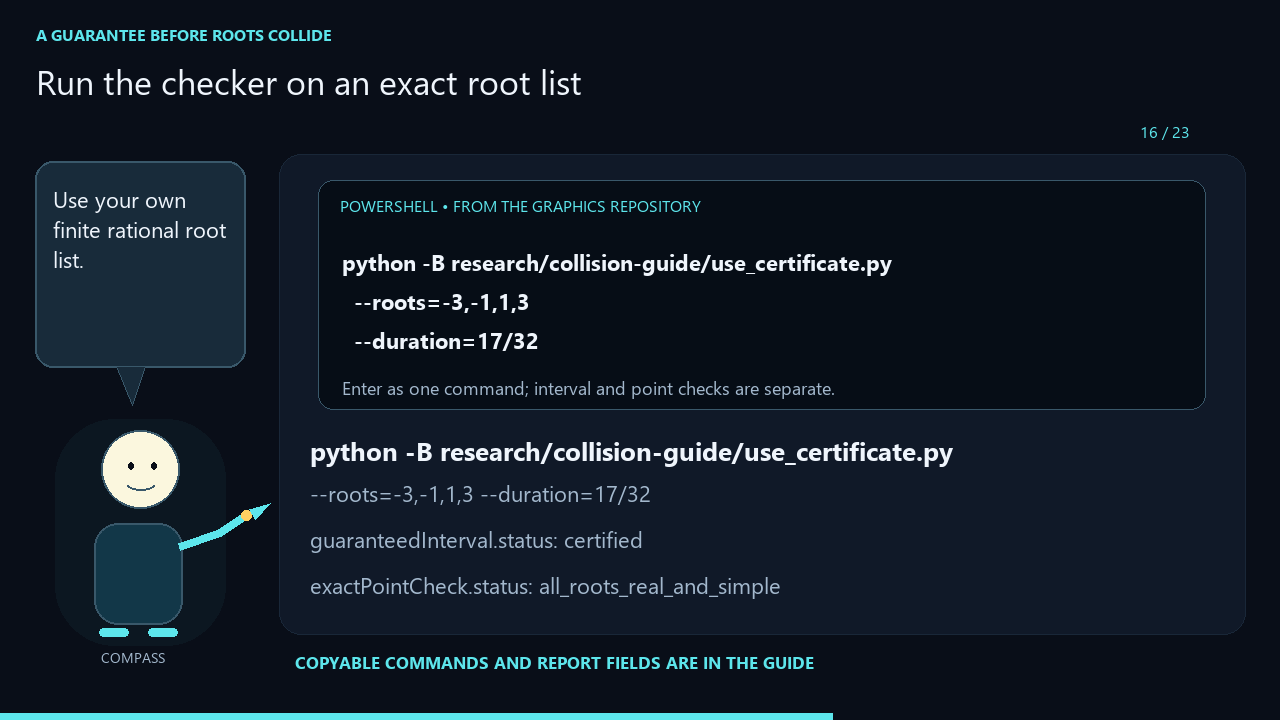 A GUARANTEE BEFORE ROOTS COLLIDE
Run the checker on an exact root list
16 / 23
Use your own
finite rational root
list.
POWERSHELL • FROM THE GRAPHICS REPOSITORY
python -B research/collision-guide/use_certificate.py
--roots=-3,-1,1,3
--duration=17/32
Enter as one command; interval and point checks are separate.
python -B research/collision-guide/use_certificate.py
--roots=-3,-1,1,3 --duration=17/32
guaranteedInterval.status: certified
exactPointCheck.status: all_roots_real_and_simple
COMPASS
COPYABLE COMMANDS AND REPORT FIELDS ARE IN THE GUIDE